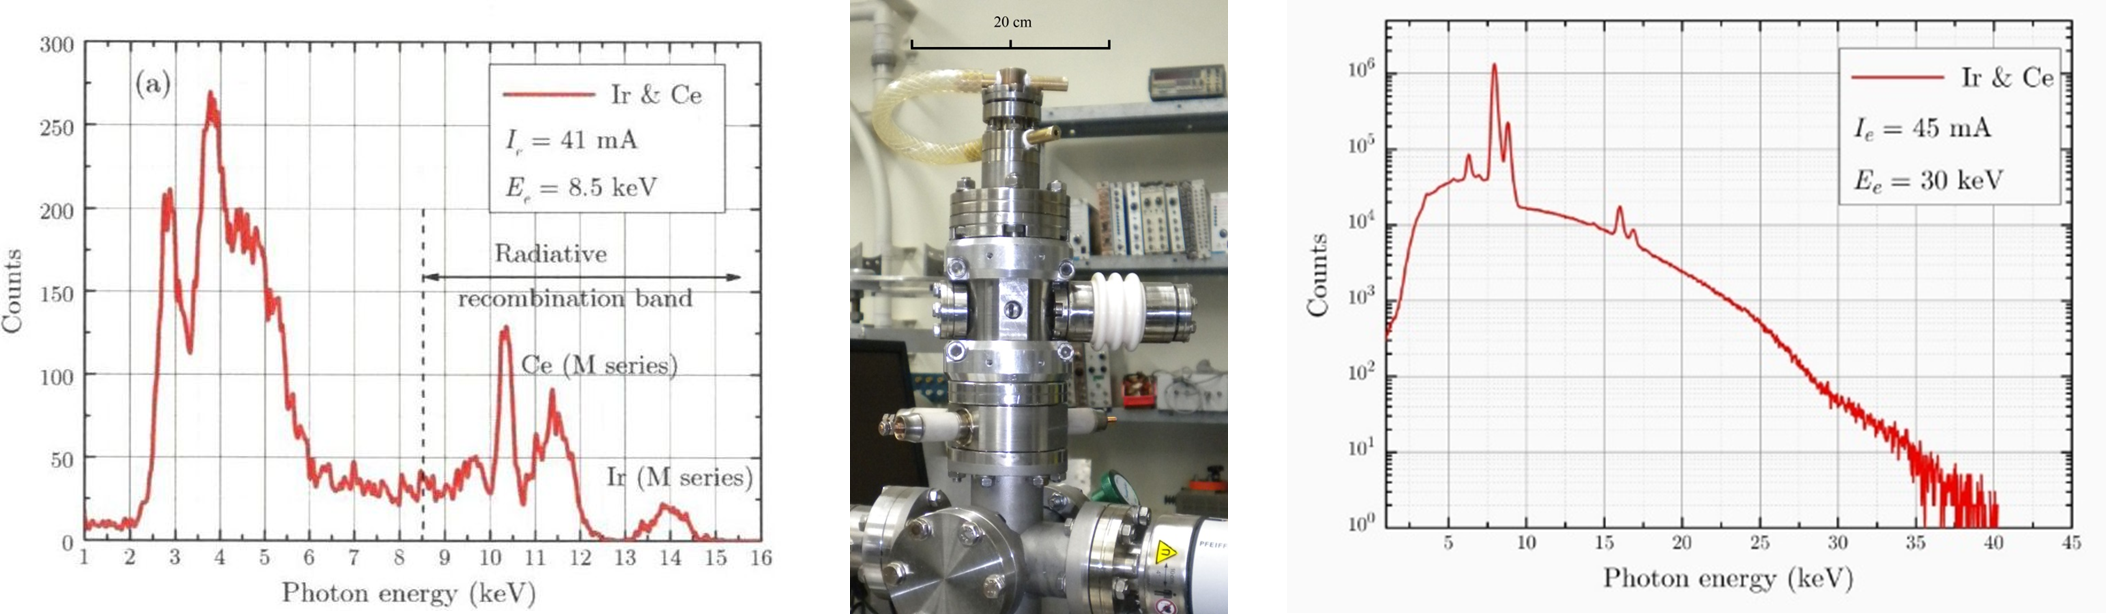 (a)
Ir & Ce
I_e = 41 mA
E_e = 8.5 keV
Radiative
recombination band
Ce (M series)
Ir (M series)
Counts
300
250
200
150
100
50
0
1 2 3 4 5 6 7 8 9 10 11 12 13 14 15 16
Photon energy (keV)
20 cm
PFEIFF
Ir & Ce
I_e = 45 mA
E_e = 30 keV
Counts
10^6
10^5
10^4
10^3
10^2
10^1
10^0
5 10 15 20 25 30 35 40 45
Photon energy (keV)